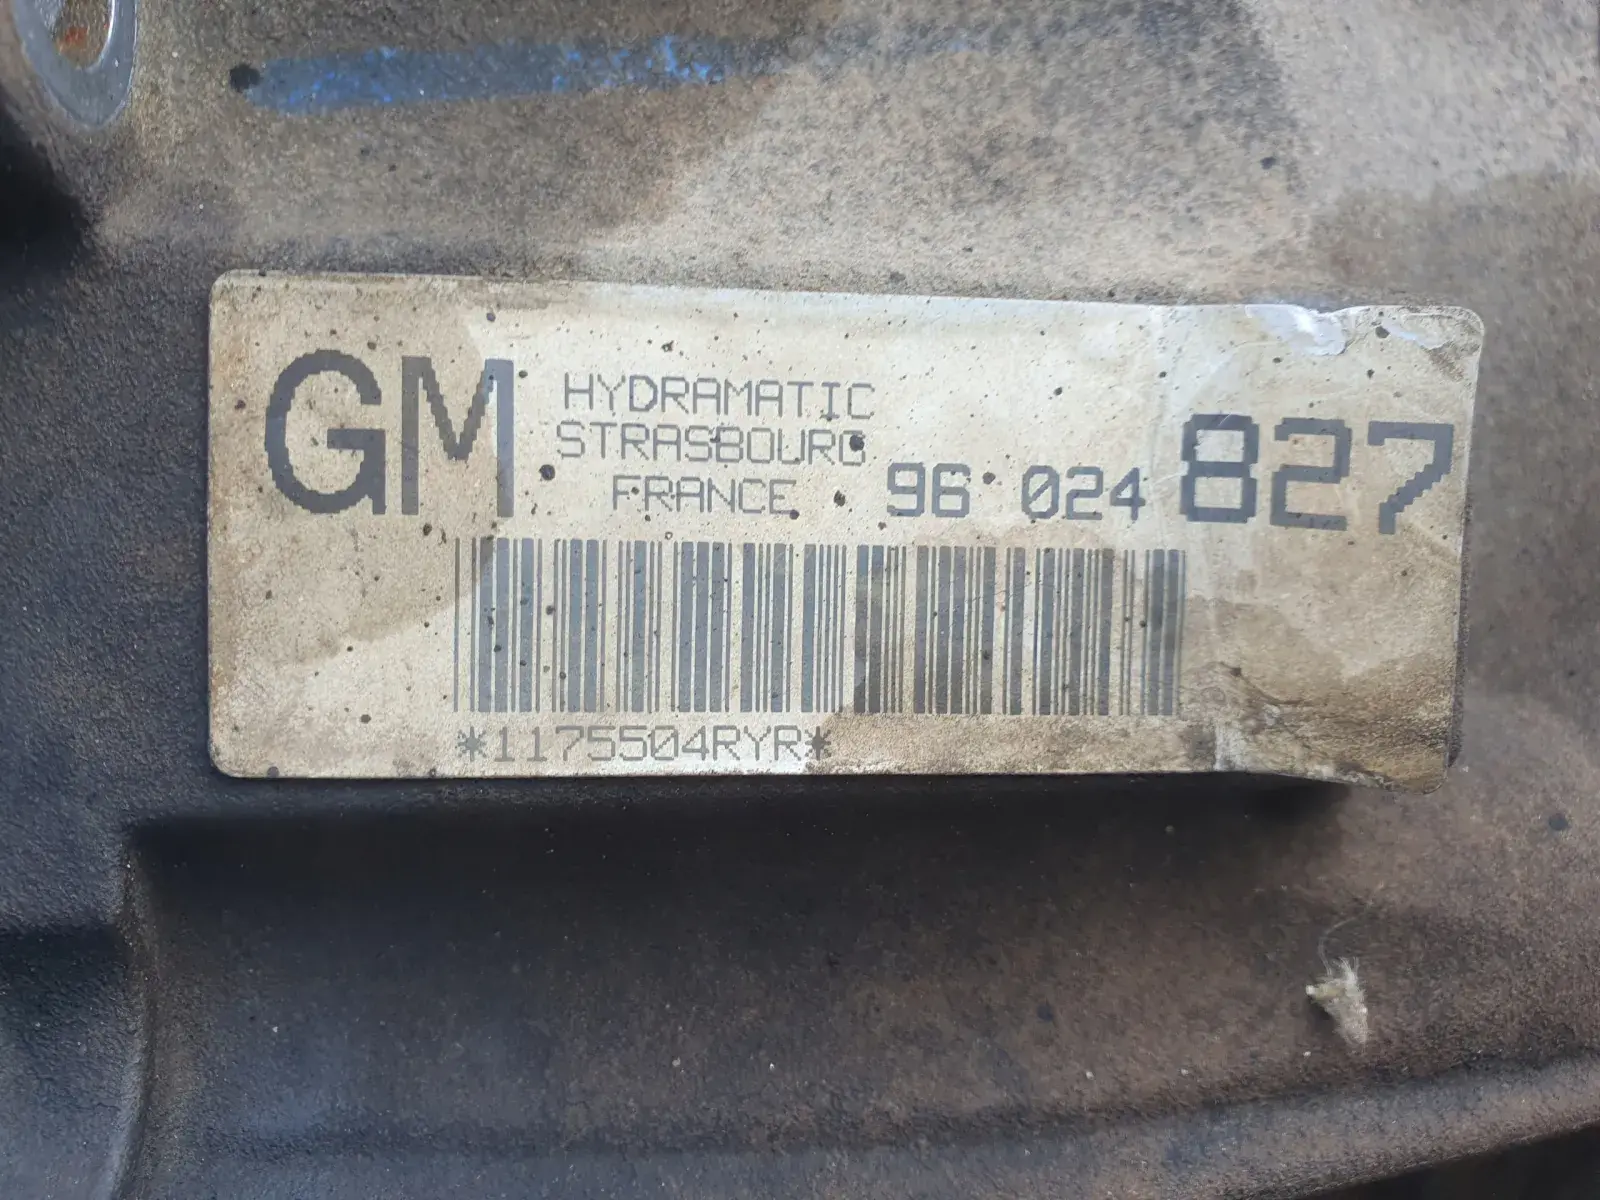 GM
HYDRAMATIC
STRASBOURG
FRANCE
96 024 827
*1175504RYR*